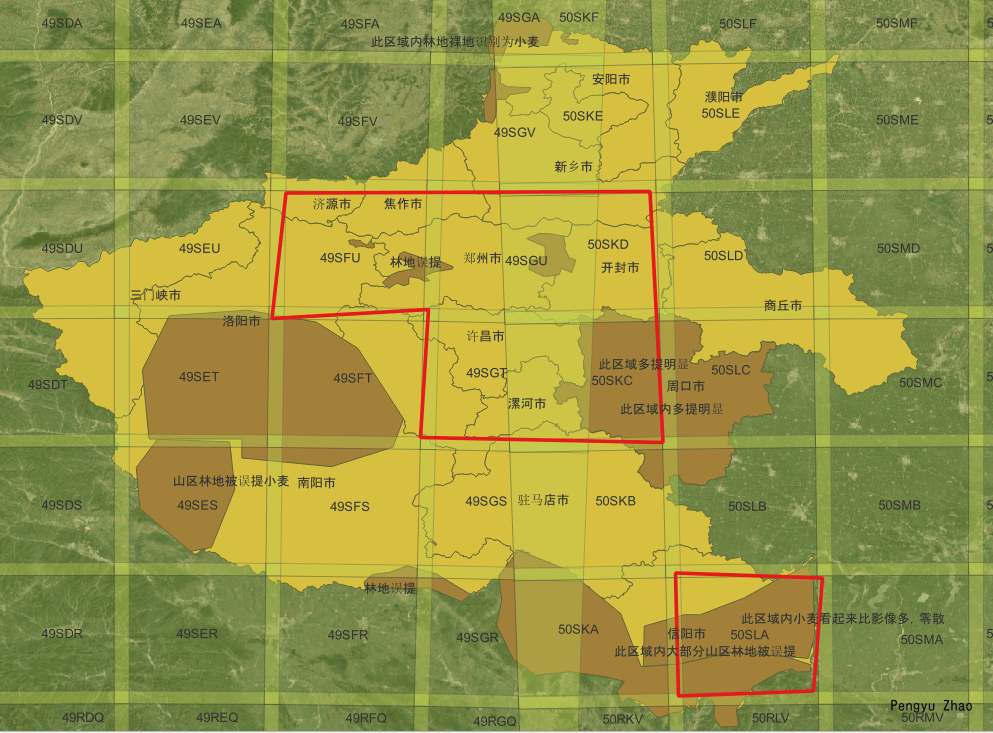 49SDA
49SEA
49SFA
49SGA
50SKF
50SLF
50SMF
此区域内林地裸地识别为小麦
安阳市
濮阳市
49SDV
49SEV
49SFV
49SGV
50SKE
50SLE
50SME
新乡市
济源市
焦作市
49SDU
49SEU
49SFU
林地误提
郑州市
49SGU
50SKD
开封市
50SLD
50SMD
三门峡市
洛阳市
商丘市
许昌市
49SDT
49SET
49SFT
49SGT
此区域多提明显
50SKC
周口市
50SLC
50SMC
漯河市
此区域内多提明显
山区林地被误提小麦
南阳市
49SDS
49SES
49SFS
49SGS
驻马店市
50SKB
50SLB
50SMB
林地误提
此区域内小麦看起来比影像多，零散
49SDR
49SER
49SFR
49SGR
50SKA
信阳市
50SLA
50SMA
此区域内大部分山区林地被误提
49RDQ
49REQ
49RFQ
49RGQ
50RKV
50RLV
50RMV
Pengyu Zhao